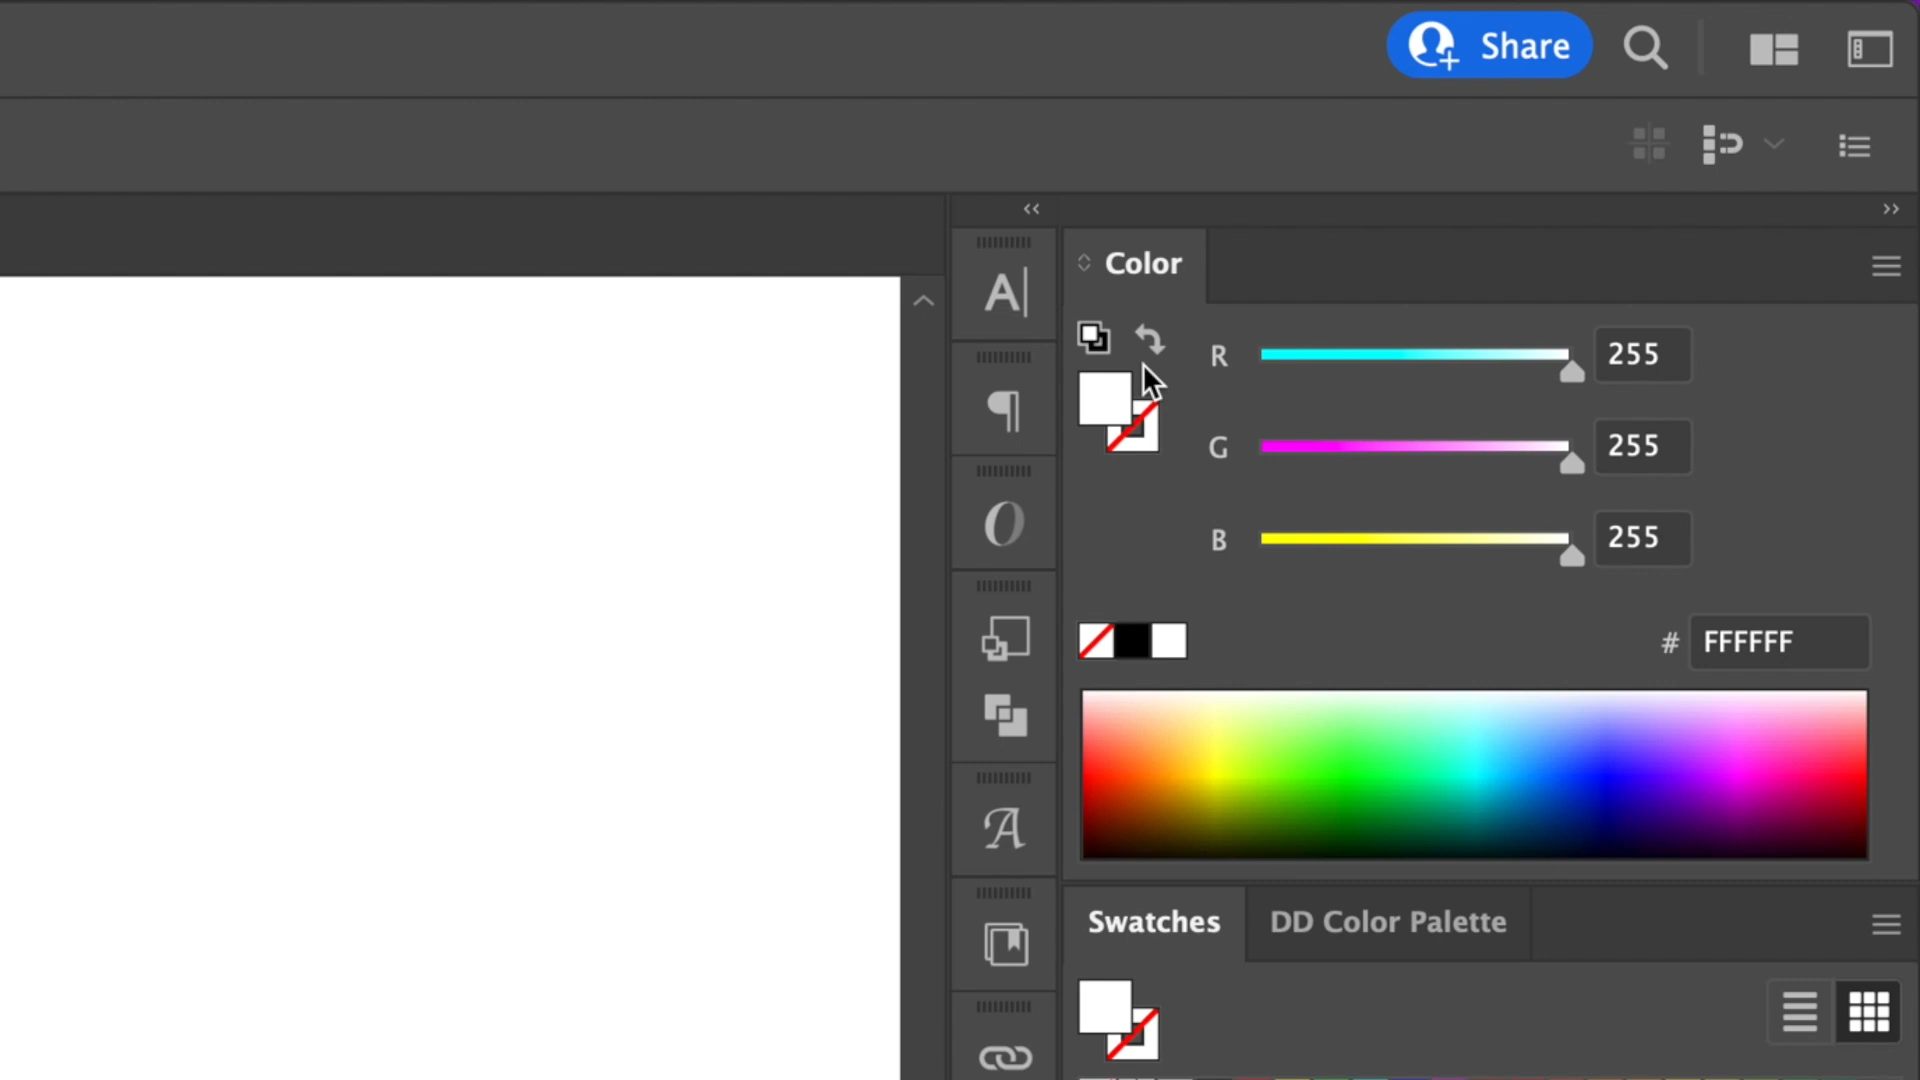 Share
Color
R 255
G 255
B 255
# FFFFFF
Swatches DD Color Palette